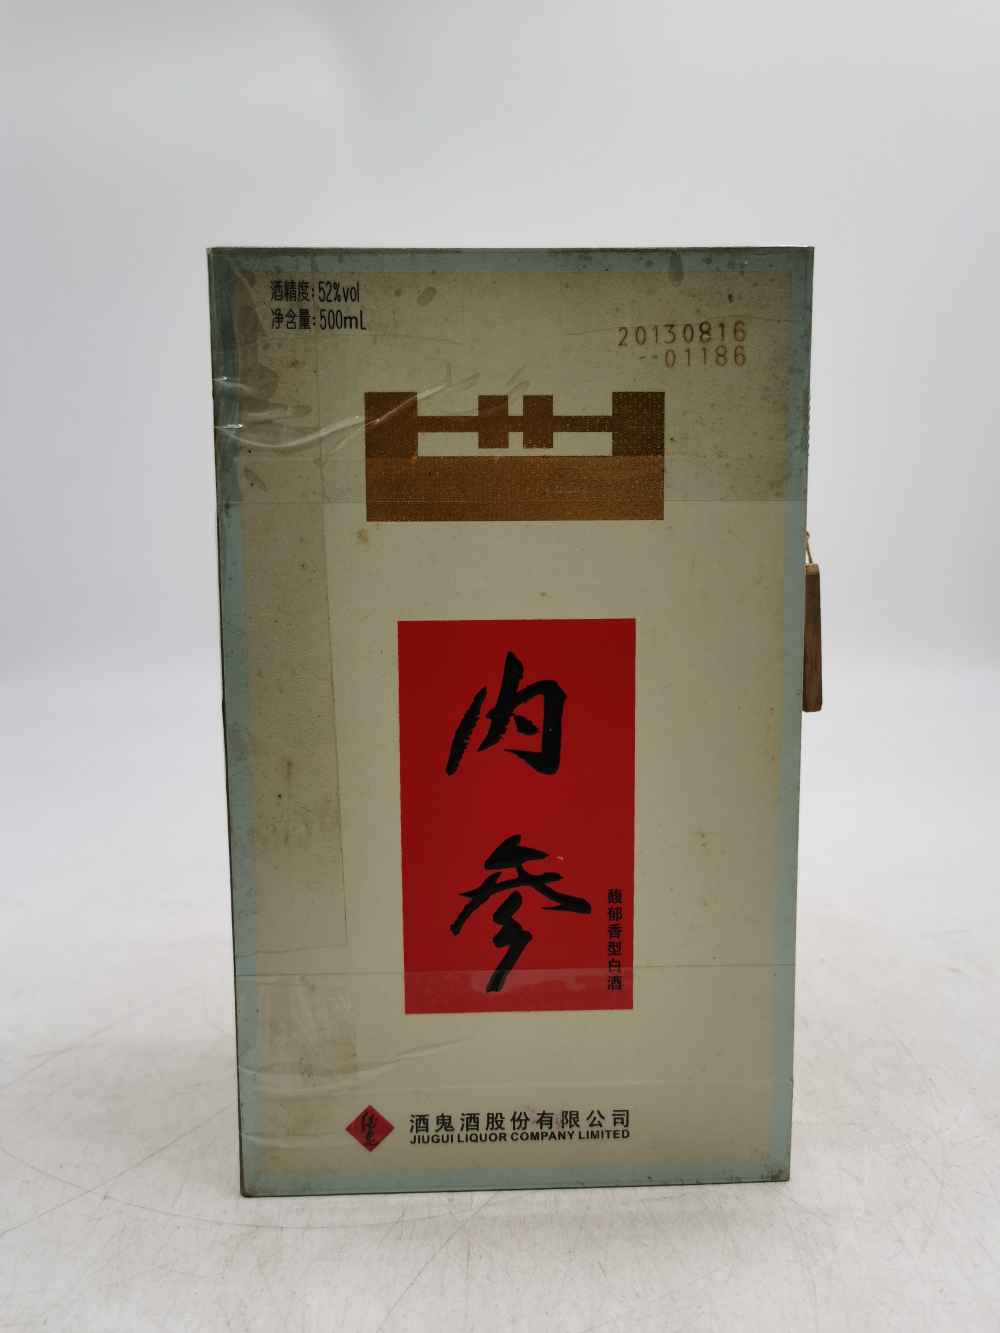 酒精度:52%vol
净含量:500mL
20130816
--01186
内参
馥郁香型白酒
酒鬼酒股份有限公司
JIUGUI LIQUOR COMPANY LIMITED